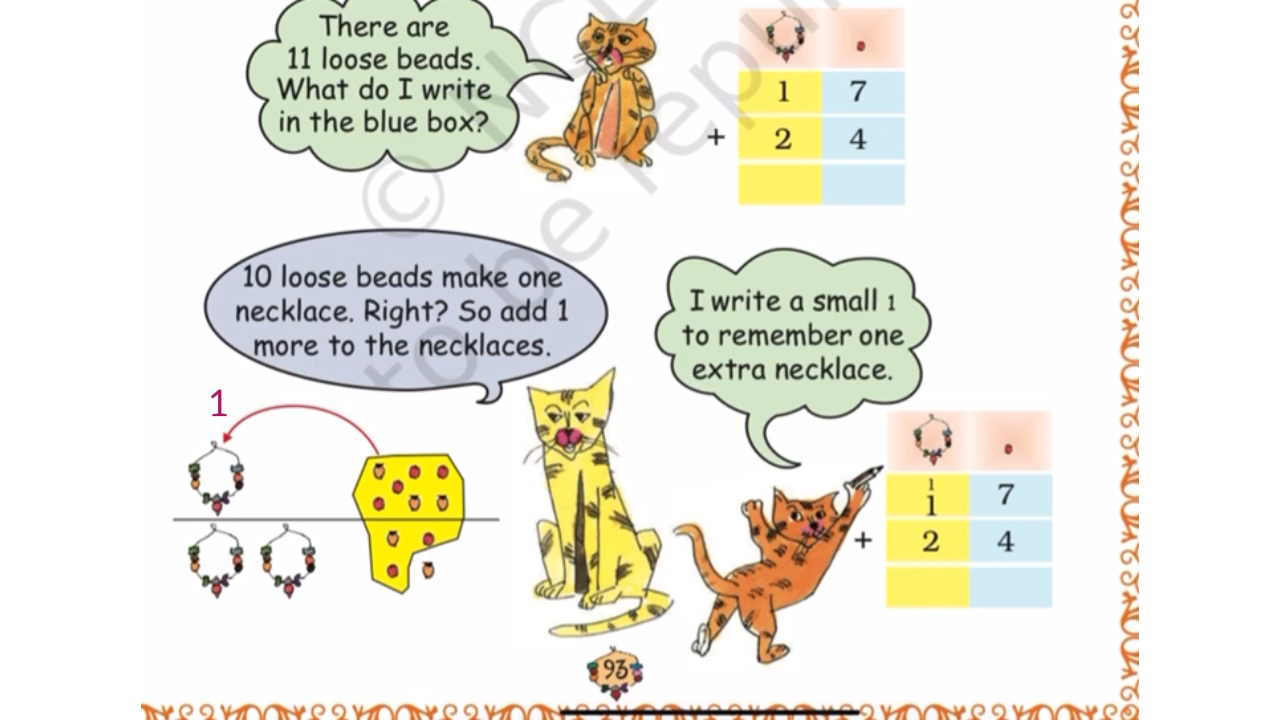 There are
11 loose beads.
What do I write
in the blue box?
1 7
+ 2 4
10 loose beads make one
necklace. Right? So add 1
more to the necklaces.
I write a small 1
to remember one
extra necklace.
1
1
1 7
+ 2 4
93